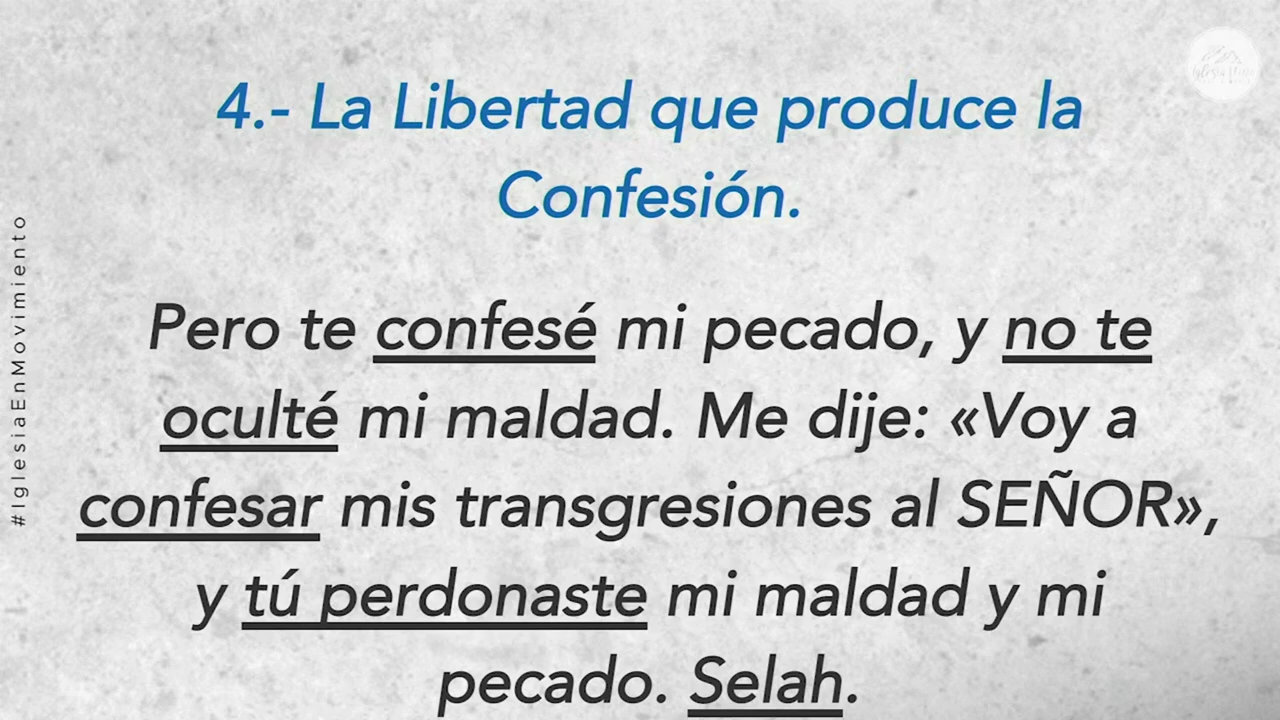 4.- La Libertad que produce la
Confesión.
Pero te confesé mi pecado, y no te
oculté mi maldad. Me dije: «Voy a
confesar mis transgresiones al SEÑOR»,
y tú perdonaste mi maldad y mi
pecado. Selah.
#IglesiaEnMovimiento